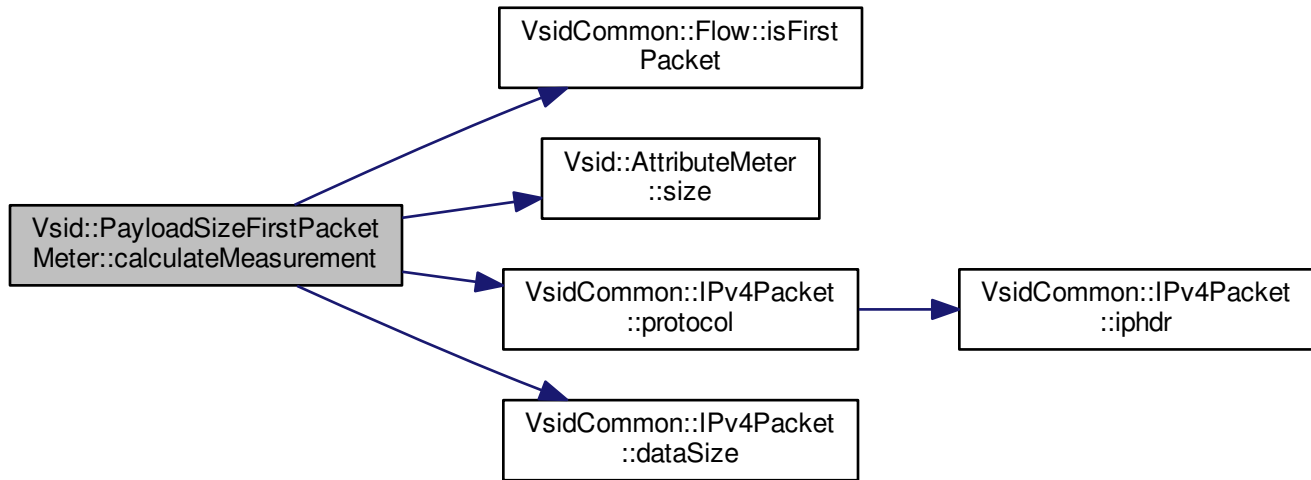 VsidCommon::Flow::isFirst
Packet
Vsid::AttributeMeter
::size
Vsid::PayloadSizeFirstPacket
Meter::calculateMeasurement
VsidCommon::IPv4Packet
::protocol
VsidCommon::IPv4Packet
::iphdr
VsidCommon::IPv4Packet
::dataSize